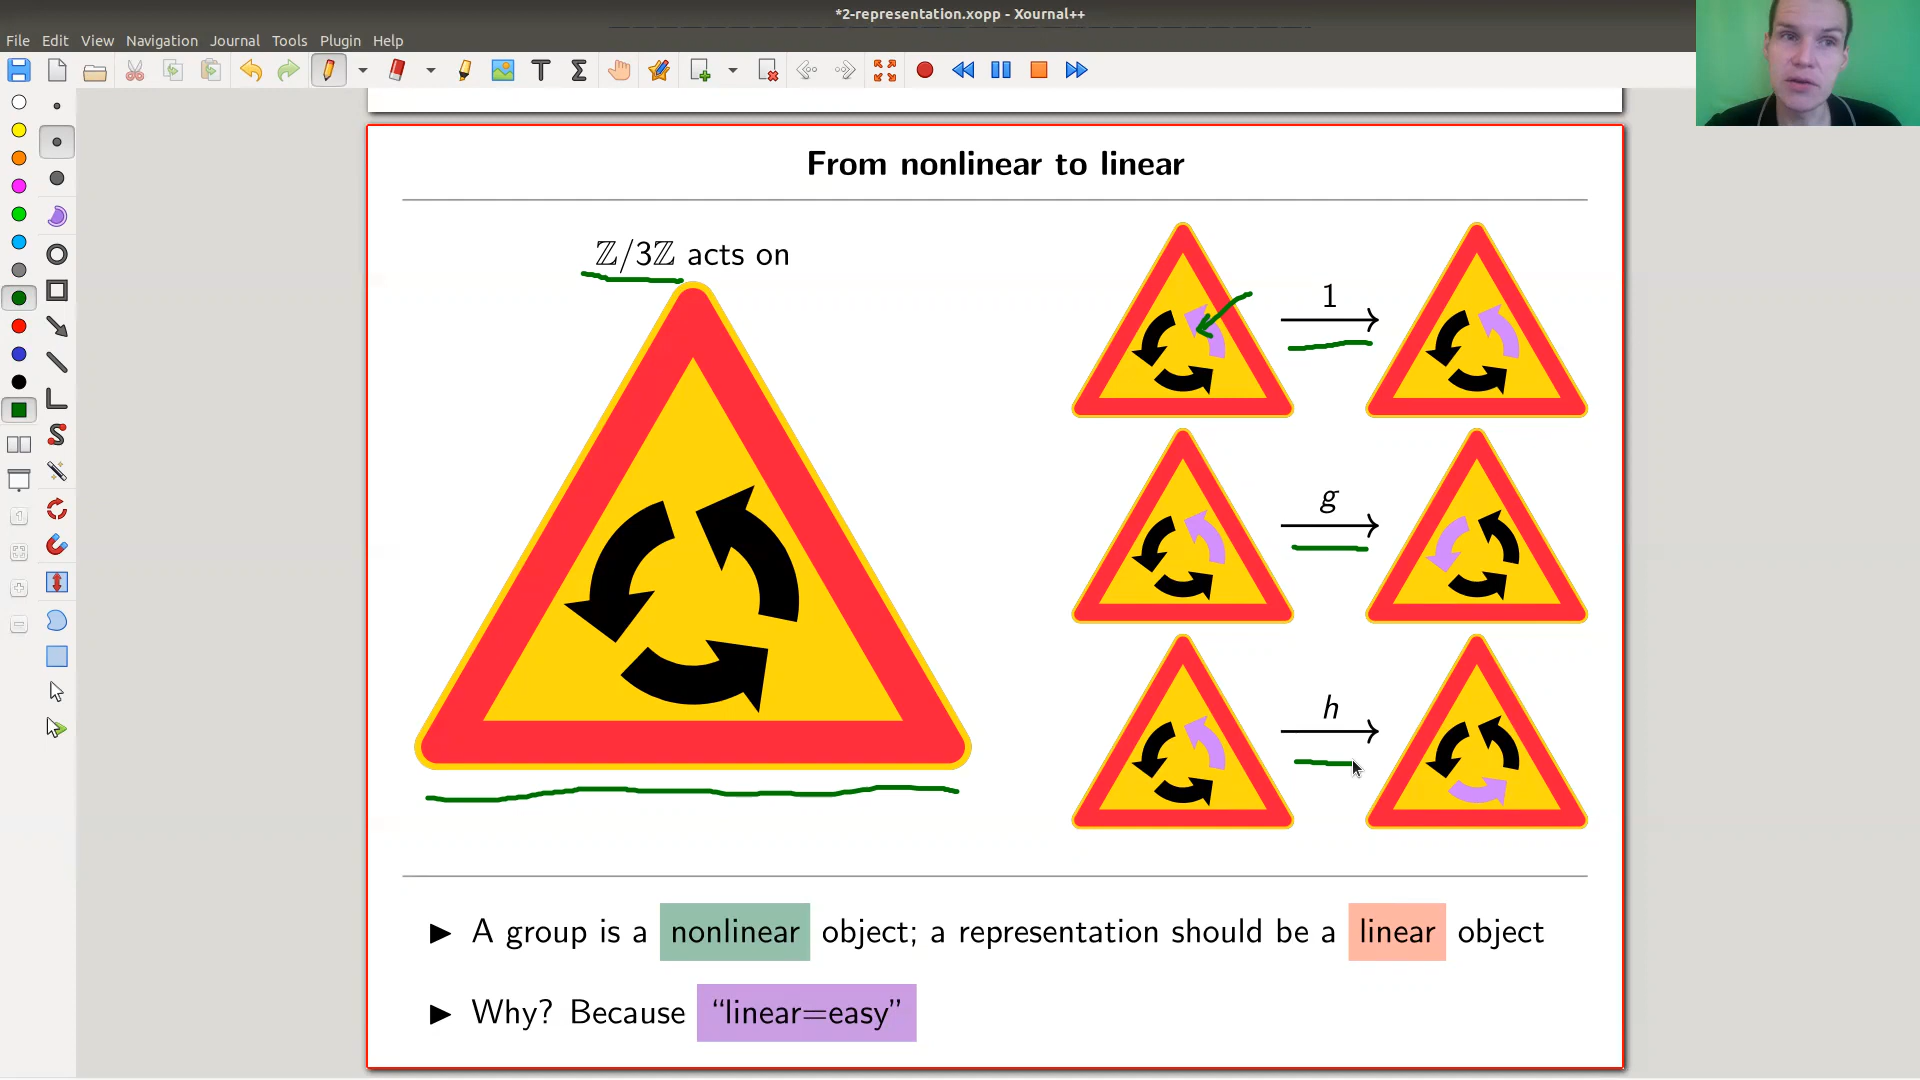 *2-representation.xopp - Xournal++
File Edit View Navigation Journal Tools Plugin Help
From nonlinear to linear
ℤ/3ℤ acts on
1
g
h
► A group is a nonlinear object; a representation should be a linear object
► Why? Because “linear=easy”